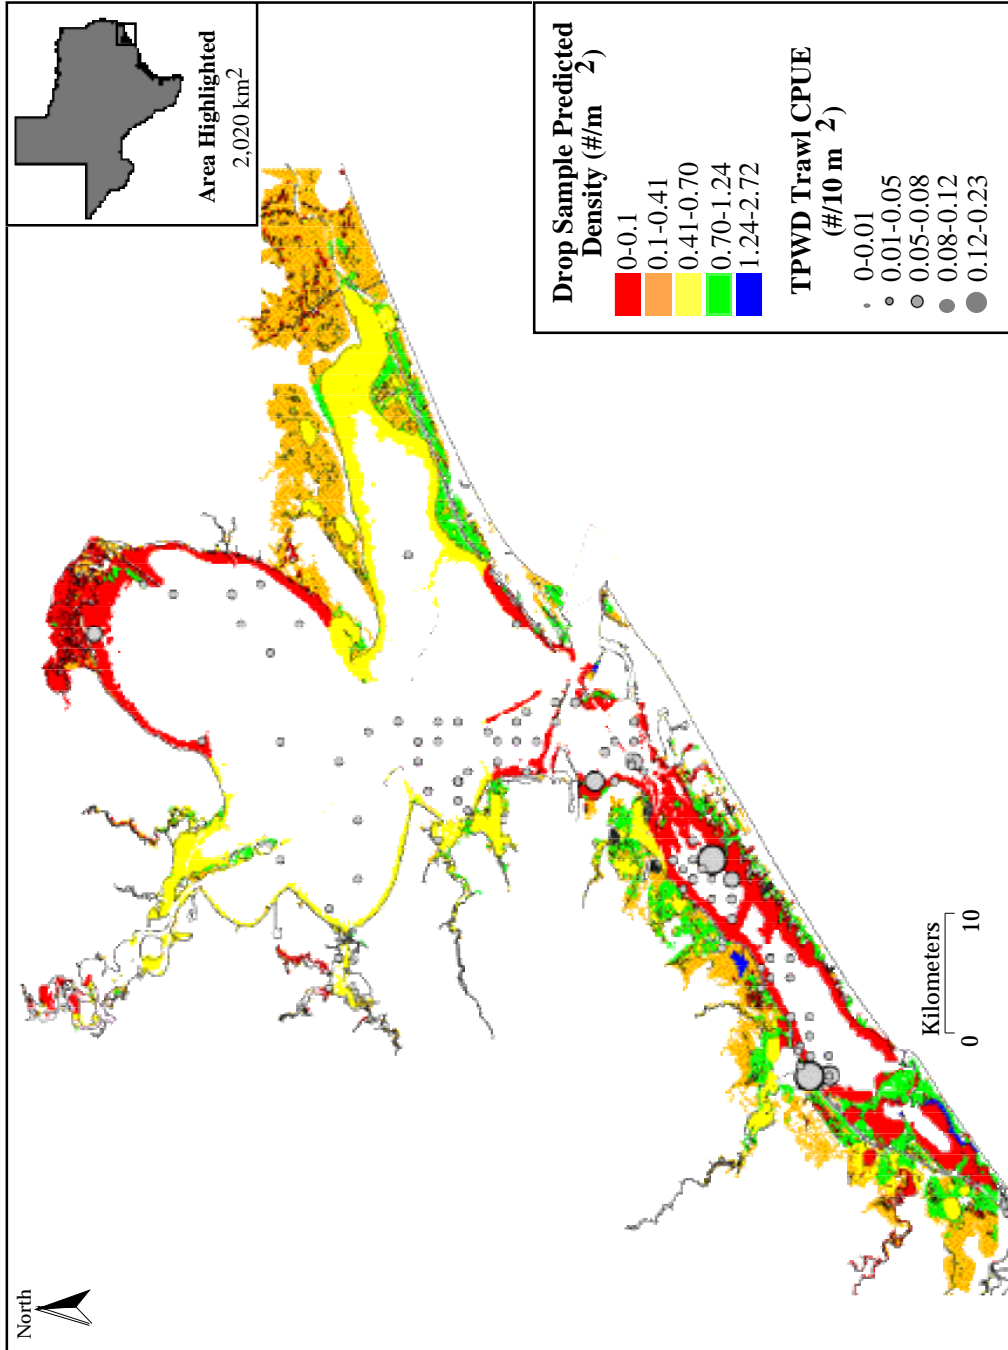 North
Area Highlighted
2,020 km2
Drop Sample Predicted
Density (#/m 2)
0-0.1
0.1-0.41
0.41-0.70
0.70-1.24
1.24-2.72
TPWD Trawl CPUE
(#/10 m 2)
0-0.01
0.01-0.05
0.05-0.08
0.08-0.12
0.12-0.23
Kilometers
0 10